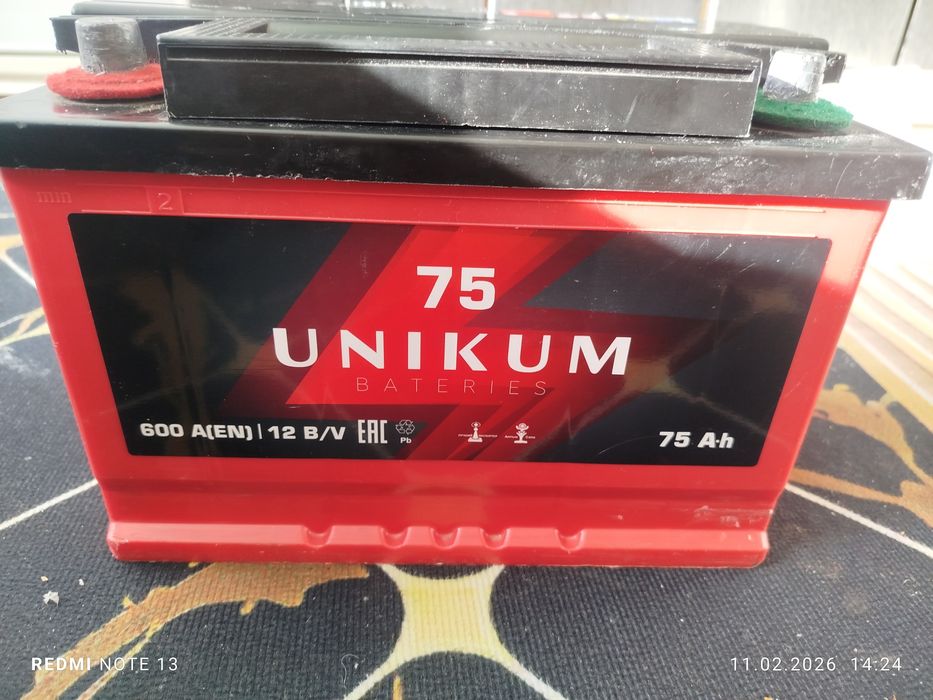 min
2
75
UNIKUM
BATERIES
600 A(EN) | 12 B/V EAC Pb 75 A·h
REDMI NOTE 13 11.02.2026 14:24